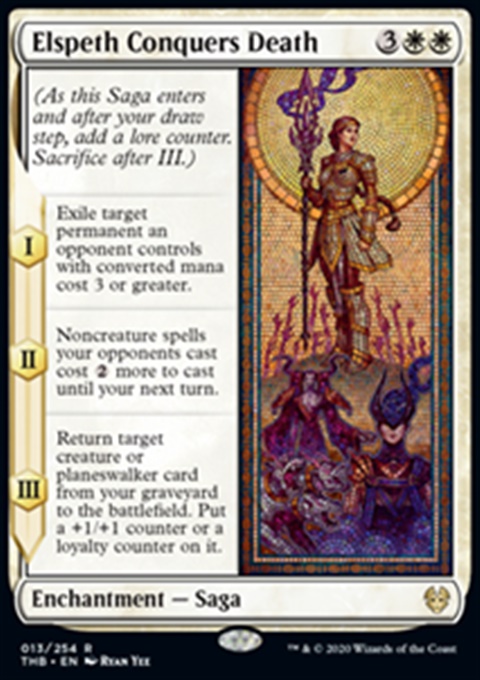 Elspeth Conquers Death 3
(As this Saga enters
and after your draw
step, add a lore counter.
Sacrifice after III.)
I
Exile target
permanent an
opponent controls
with converted mana
cost 3 or greater.
II
Noncreature spells
your opponents cast
cost 2 more to cast
until your next turn.
III
Return target
creature or
planeswalker card
from your graveyard
to the battlefield. Put
a +1/+1 counter or a
loyalty counter on it.
Enchantment — Saga
013/254 R
THB • EN Ryan Yee
™ & © 2020 Wizards of the Coast